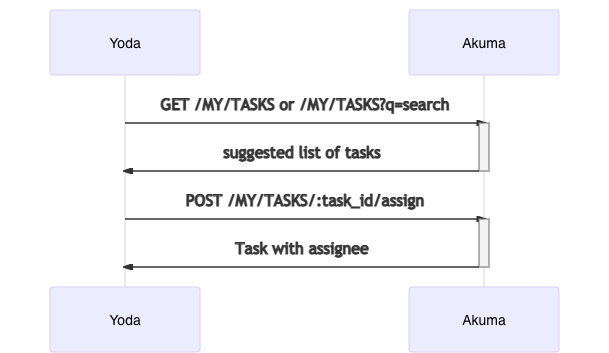 Yoda
Akuma
GET /MY/TASKS or /MY/TASKS?q=search
suggested list of tasks
POST /MY/TASKS/:task_id/assign
Task with assignee
Yoda
Akuma